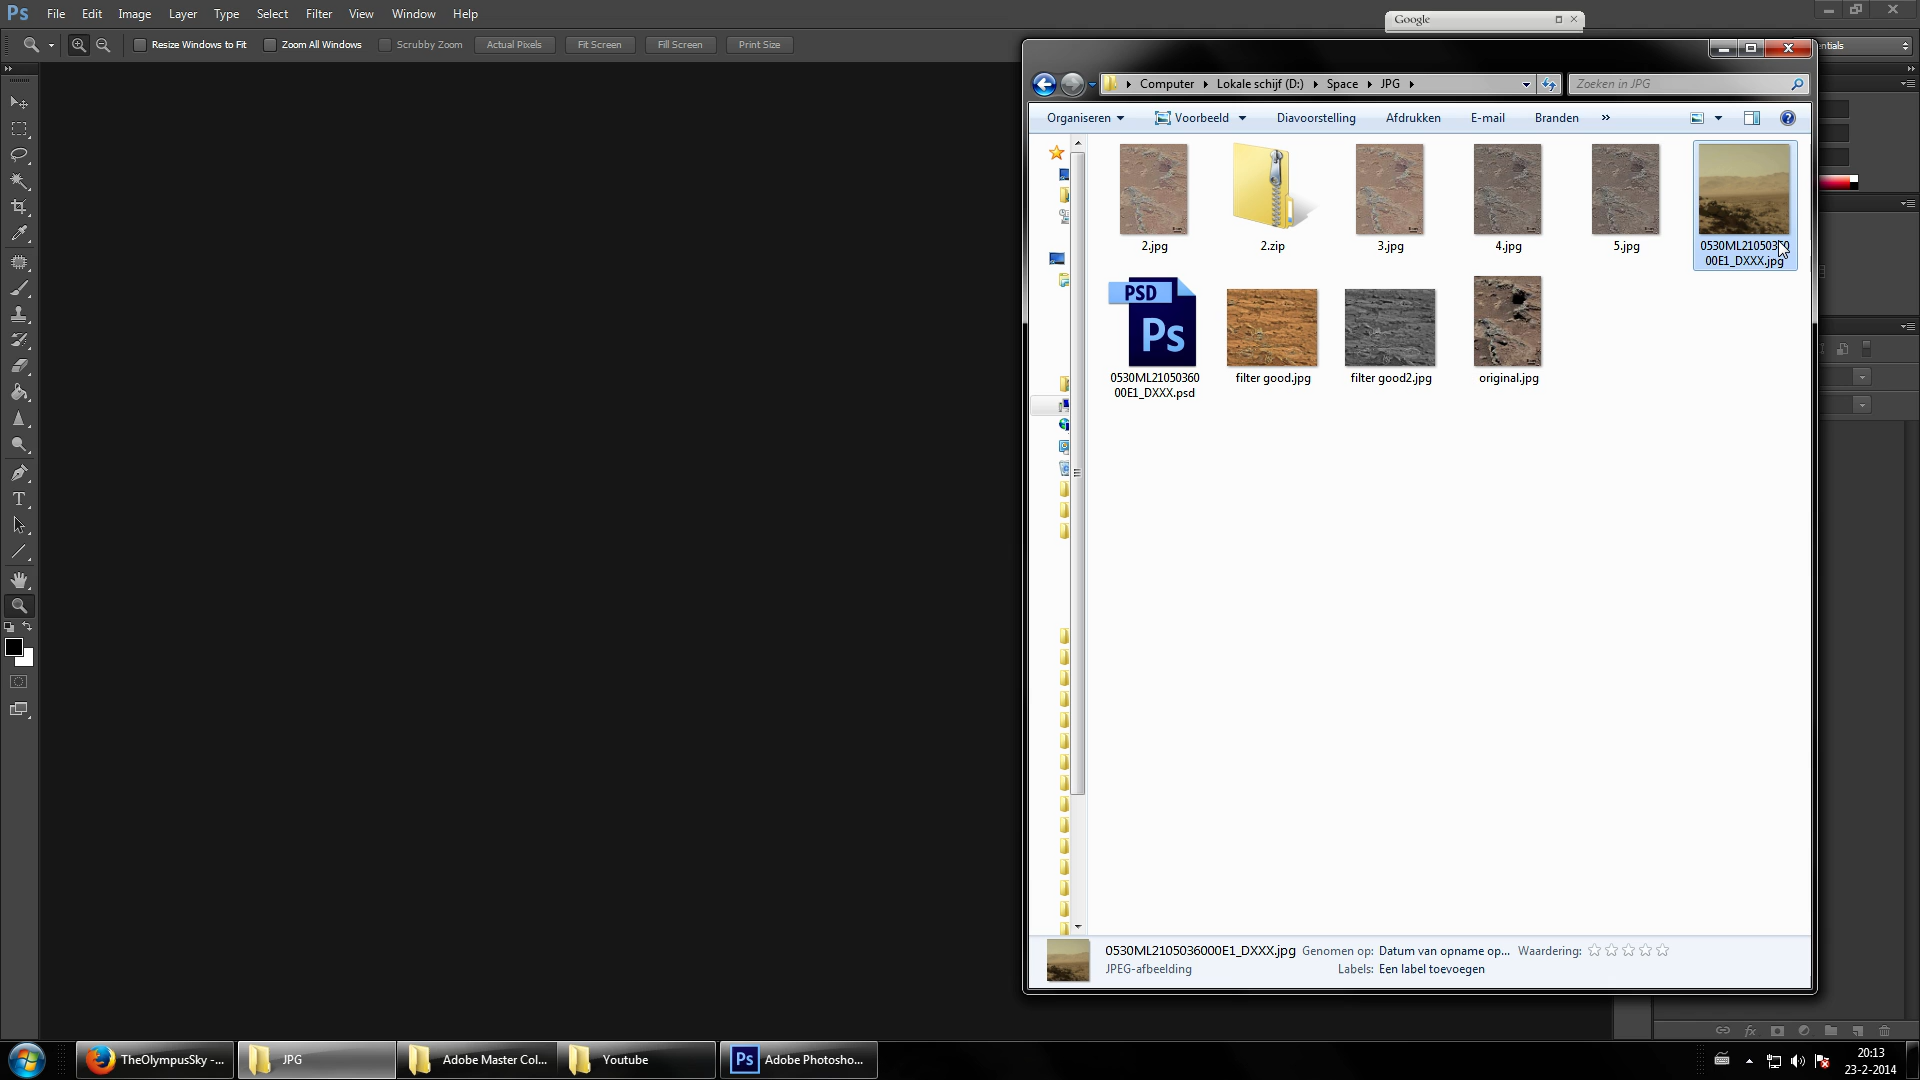 Ps File Edit Image Layer Type Select Filter View Window Help
Google
Resize Windows to Fit Zoom All Windows Scrubby Zoom Actual Pixels Fit Screen Fill Screen Print Size
Computer Lokale schijf (D:) Space JPG Zoeken in JPG
Organiseren Voorbeeld Diavoorstelling Afdrukken E-mail Branden »
2.jpg 2.zip 3.jpg 4.jpg 5.jpg
00E1_DXXX.jpg
PSD
Ps
0530ML21050360
00E1_DXXX.psd
filter good.jpg filter good2.jpg original.jpg
0530ML2105036000E1_DXXX.jpg Genomen op: Datum van opname op... Waardering:
JPEG-afbeelding Labels: Een label toevoegen
fx
TheOlympusSky -... JPG Adobe Master Col... Youtube Ps Adobe Photosho...
20:13
23-2-2014